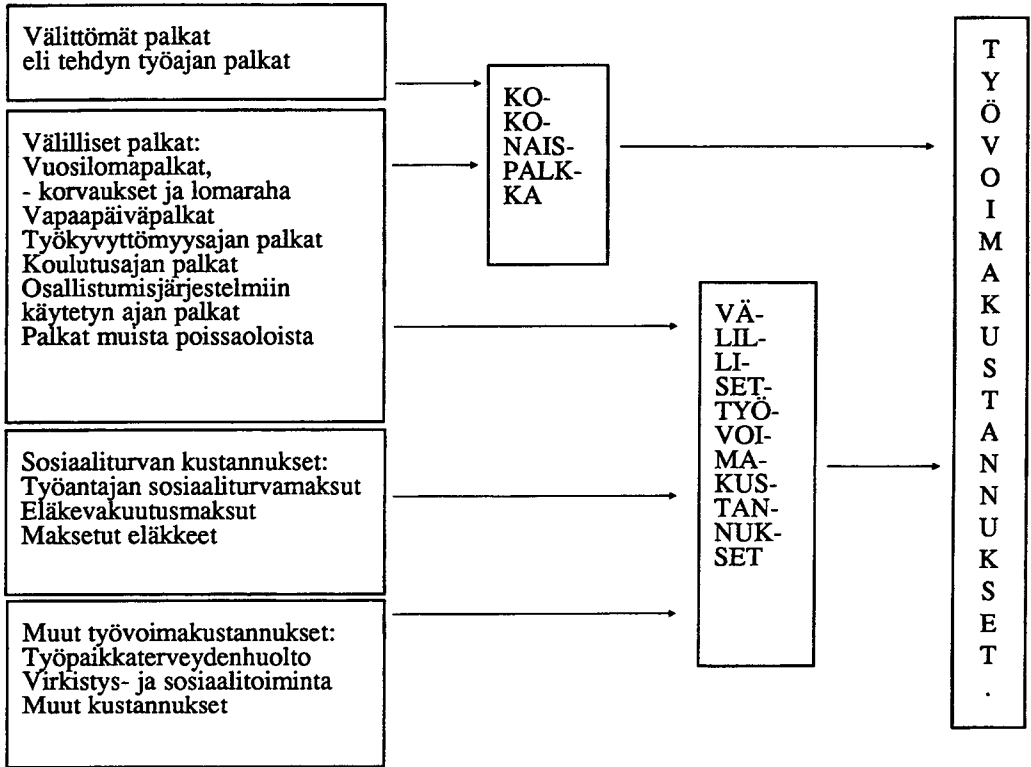 Välittömät palkat
eli tehdyn työajan palkat
Välilliset palkat:
Vuosilomapalkat,
- korvaukset ja lomaraha
Vapaapäiväpalkat
Työkyvyttömyysajan palkat
Koulutusajan palkat
Osallistumisjärjestelmiin
käytetyn ajan palkat
Palkat muista poissaoloista
Sosiaaliturvan kustannukset:
Työantajan sosiaaliturvamaksut
Eläkevakuutusmaksut
Maksetut eläkkeet
Muut työvoimakustannukset:
Työpaikkaterveydenhuolto
Virkistys- ja sosiaalitoiminta
Muut kustannukset
KO-
KO-
NAIS-
PALK-
KA
VÄ-
LIL-
LI-
SET-
TYÖ-
VOI-
MA-
KUS-
TAN-
NUK-
SET
T
Y
Ö
V
O
I
M
A
K
U
S
T
A
N
N
U
K
S
E
T
.